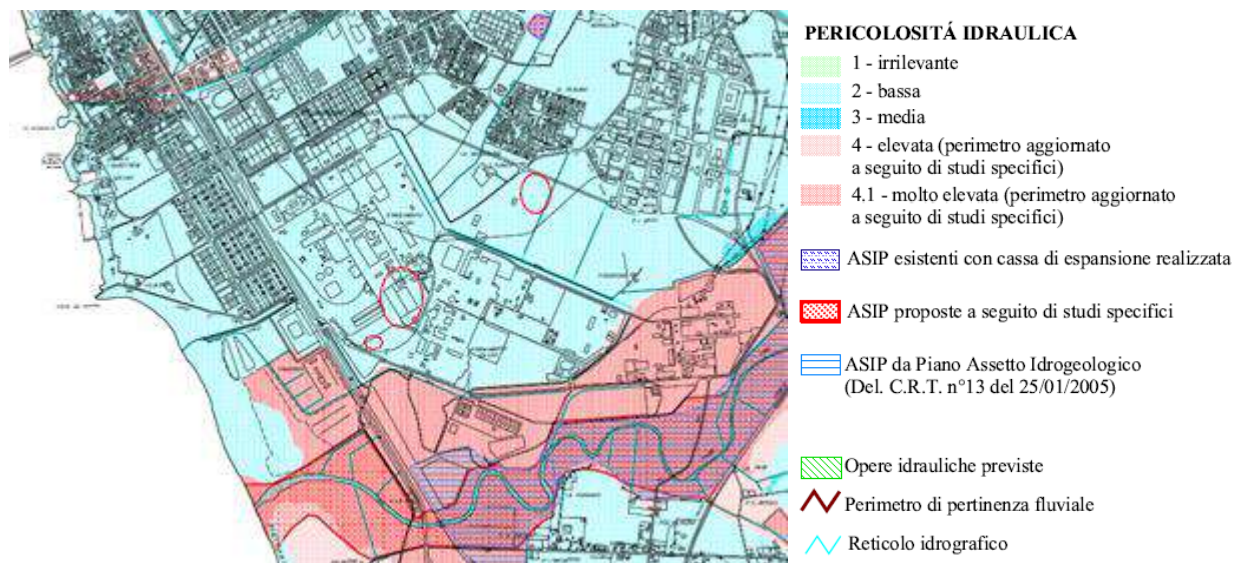 PERICOLOSITÁ IDRAULICA
1 - irrilevante
2 - bassa
3 - media
4 - elevata (perimetro aggiornato
a seguito di studi specifici)
4.1 - molto elevata (perimetro aggiornato
a seguito di studi specifici)
ASIP esistenti con cassa di espansione realizzata
ASIP proposte a seguito di studi specifici
ASIP da Piano Assetto Idrogeologico
(Del. C.R.T. n°13 del 25/01/2005)
Opere idrauliche previste
Perimetro di pertinenza fluviale
Reticolo idrografico